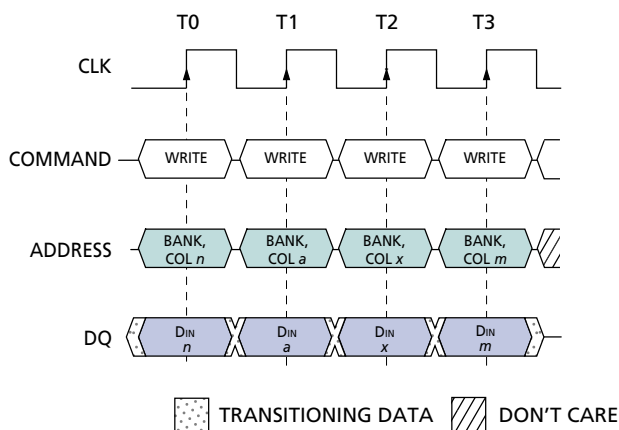 T0 T1 T2 T3
CLK
COMMAND WRITE WRITE WRITE WRITE
ADDRESS
BANK, BANK, BANK, BANK,
COL n COL a COL x COL m
DQ
DIN DIN DIN DIN
n a x m
TRANSITIONING DATA DON'T CARE